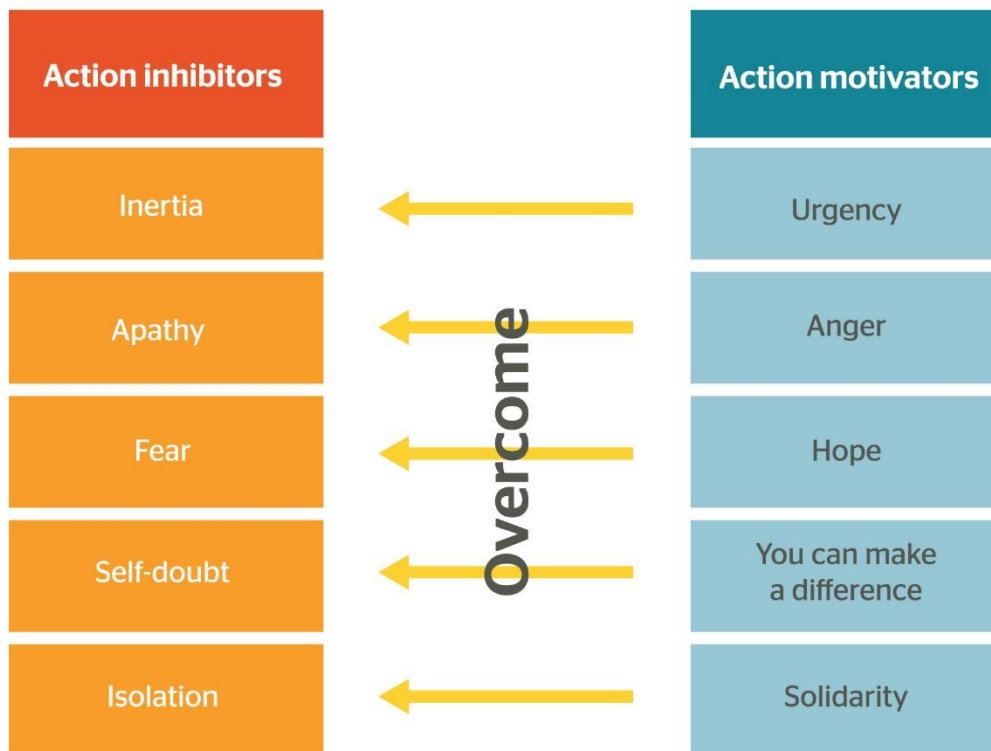 Action inhibitors
Action motivators
Inertia
Urgency
Apathy
Anger
Overcome
Fear
Hope
Self-doubt
You can make
a difference
Isolation
Solidarity